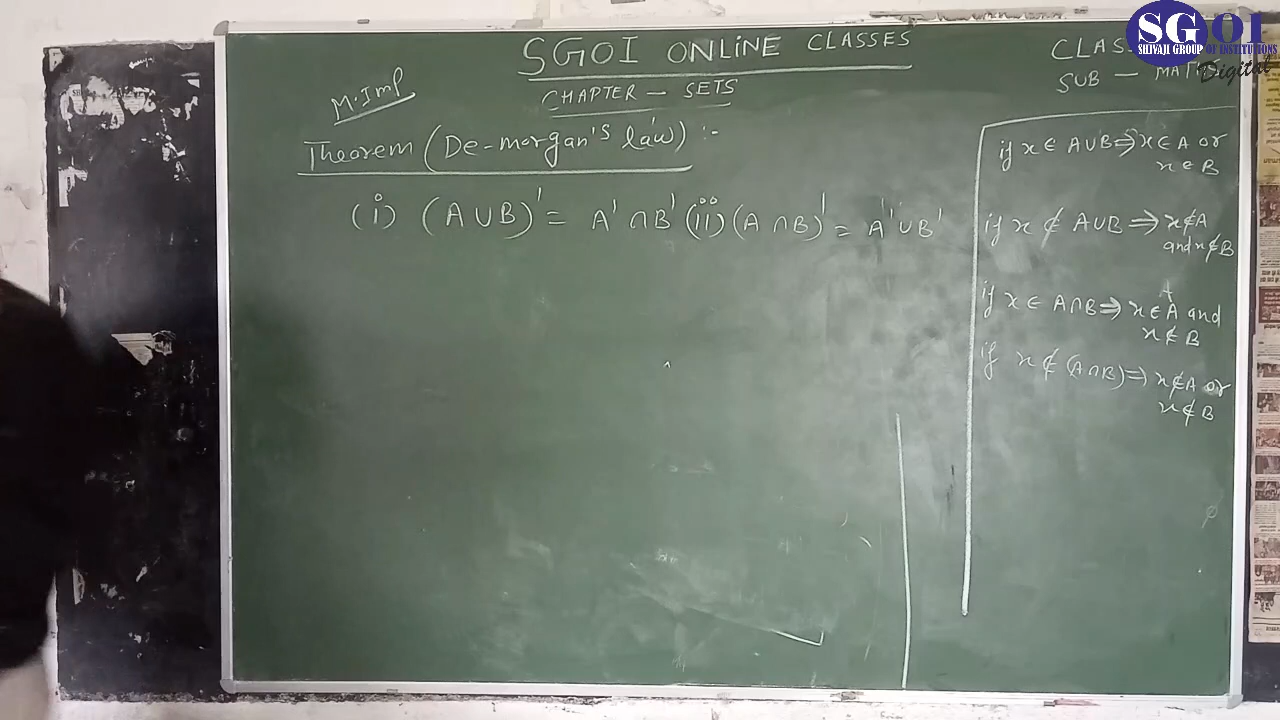 SGOI ONLINE CLASSES
CHAPTER - SETS
M.Imp
Theorem (De-morgan's law) :-
(i) (A∪B)' = A' ∩ B' (ii) (A ∩ B)' = A' ∪ B'
CLAS
SUB - MATHS
if x ∈ A∪B ⇒ x ∈ A or
x ∈ B
if x ∉ A∪B ⇒ x ∉ A
and x ∉ B
if x ∈ A∩B ⇒ x ∈ A and
x ∉ B
if x ∉ (A∩B) ⇒ x ∉ A or
x ∉ B
SGOI
SHIVAJI GROUP OF INSTITUTIONS
Digital